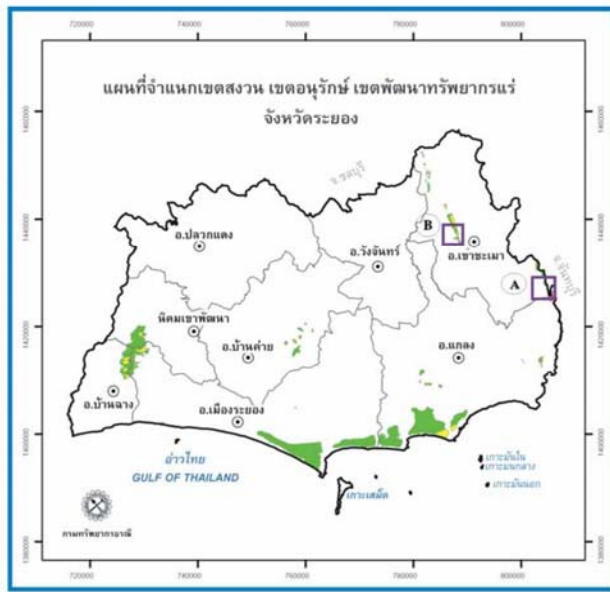 720000 740000 760000 780000 800000
แผนที่จำแนกเขตสงวน เขตอนุรักษ์ เขตพัฒนาทรัพยากรแร่
จังหวัดระยอง
1460000 1460000
จ.ชลบุรี
1440000 1440000
B
อ.ปลวกแดง
อ.เขาชะเมา
อ.วังจันทร์
จ.จันทบุรี
A
1420000 1420000
นิคมเขาพัฒนา
อ.บ้านค่าย
อ.แกลง
อ.บ้านฉาง
อ.เมืองระยอง
1400000 1400000
อ่าวไทย
GULF OF THAILAND
เกาะมันใน
เกาะมนกลาง
เกาะมันนอก
เกาะเสม็ด
กรมทรัพยากรธรณี
1380000 1380000
720000 740000 760000 780000 800000